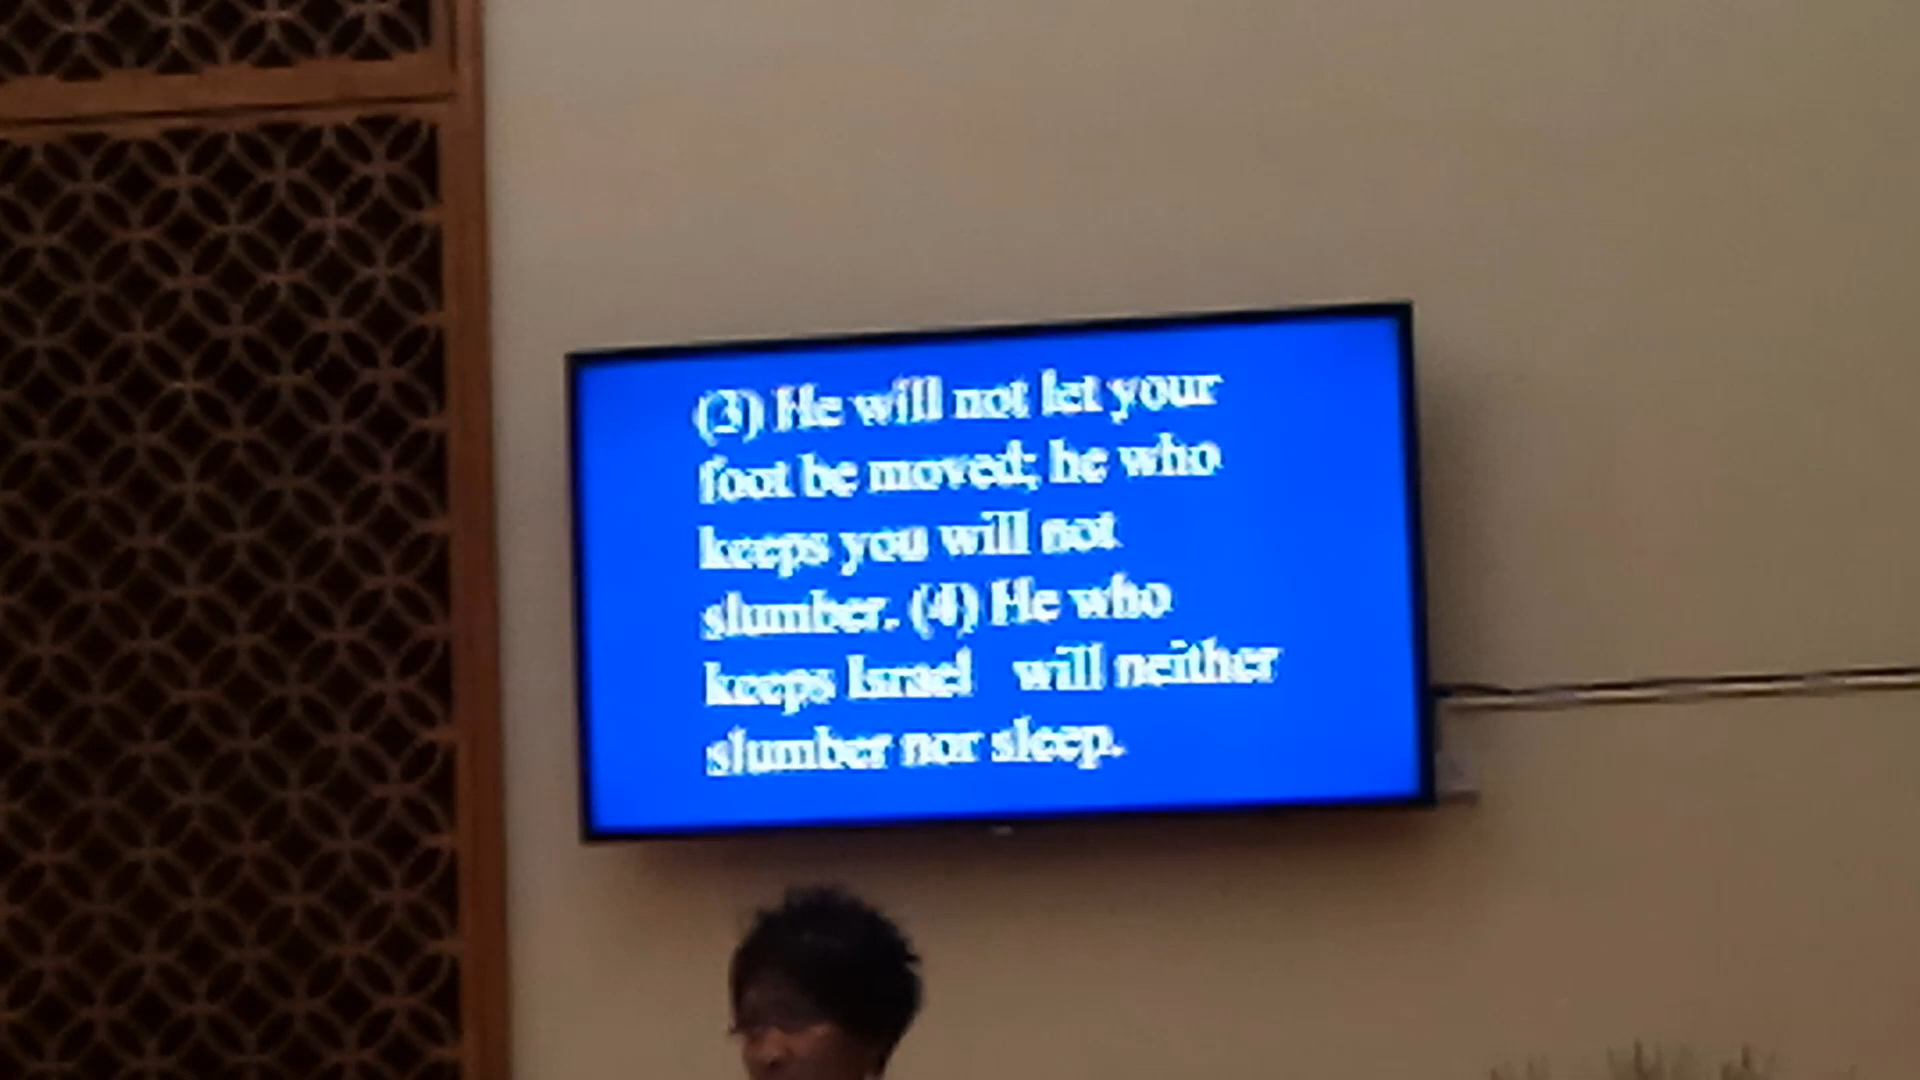 (3) He will not let your
foot be moved; he who
keeps you will not
slumber. (4) He who
keeps Israel will neither
slumber nor sleep.